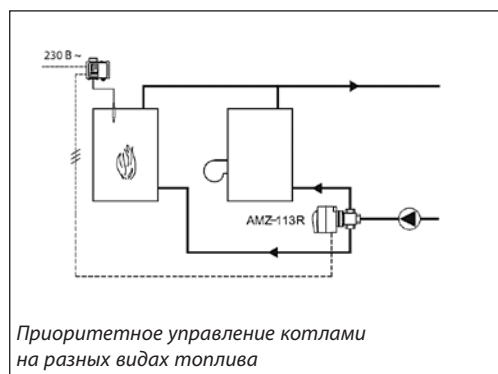 230 В ~
AMZ-113R
Приоритетное управление котлами
на разных видах топлива